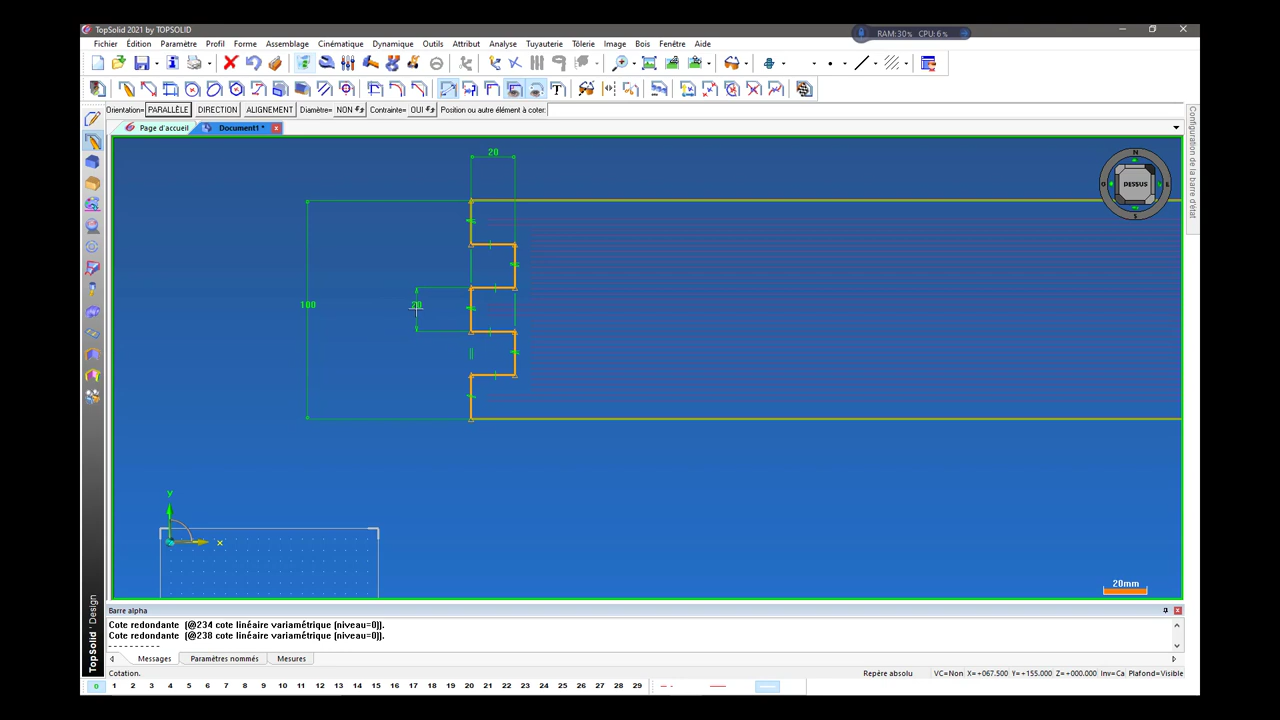 TopSolid 2021 by TOPSOLID
RAM: 30% CPU: 6%
Fichier Édition Paramètre Profil Forme Assemblage Cinématique Dynamique Outils Attribut Analyse Tuyauterie Tôlerie Image Bois Fenêtre Aide
Orientation= PARALLÈLE DIRECTION ALIGNEMENT Diamètre= NON Contrainte= OUI Position ou autre élément à coter:
Page d'accueil Document1 *
Configuration de la barre d'état
20
N
O DESSUS E
S
100
20
Y
X
20mm
Barre alpha
Cote redondante (@234 cote linéaire variamétrique (niveau=0)).
Cote redondante (@238 cote linéaire variamétrique (niveau=0)).
----------
Messages Paramètres nommés Mesures
TopSolid 'Design
Cotation. Repère absolu VC=Non X=+067.500 Y=+155.000 Z=+000.000 Inv=Ca Plafond=Visible
0 1 2 3 4 5 6 7 8 9 10 11 12 13 14 15 16 17 18 19 20 21 22 23 24 25 26 27 28 29